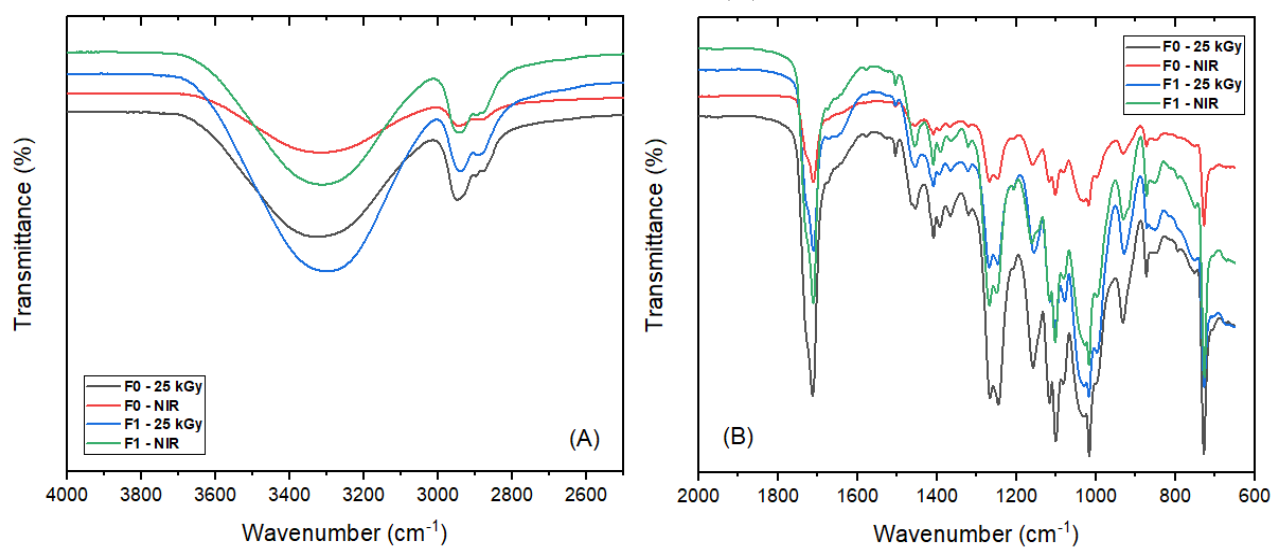 Transmittance (%)
F0 - 25 kGy
F0 - NIR
F1 - 25 kGy
F1 - NIR
(A)
4000 3800 3600 3400 3200 3000 2800 2600
Wavenumber (cm⁻¹)
Transmittance (%)
F0 - 25 kGy
F0 - NIR
F1 - 25 kGy
F1 - NIR
(B)
2000 1800 1600 1400 1200 1000 800 600
Wavenumber (cm⁻¹)